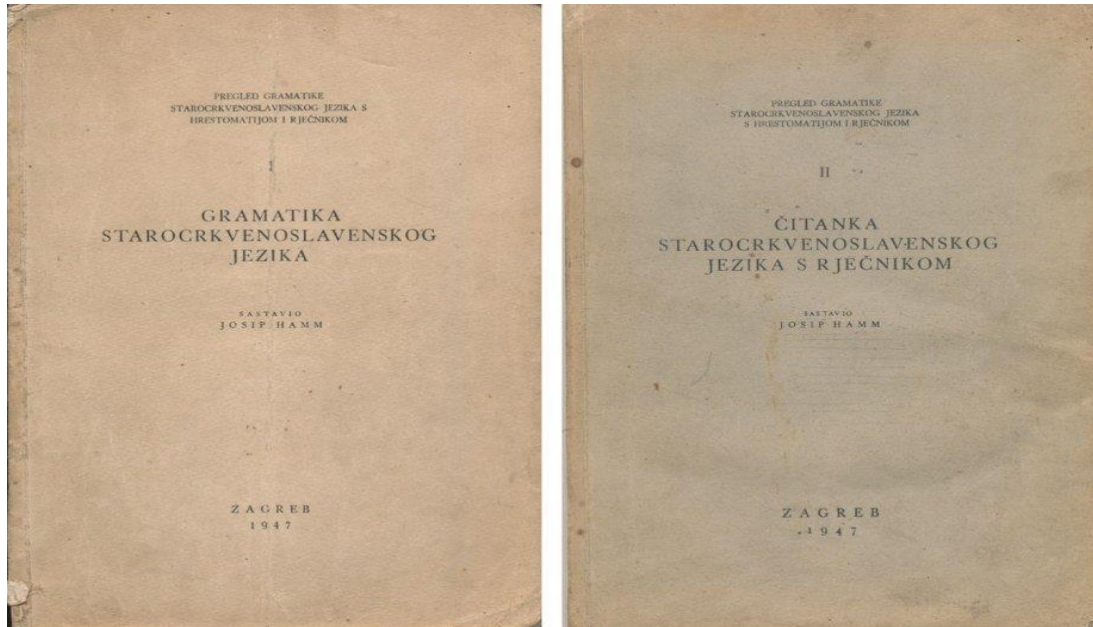 PREGLED GRAMATIKE
STAROCRKVENOSLAVENSKOG JEZIKA S
HRESTOMATIJOM I RJEČNIKOM
I
GRAMATIKA
STAROCRKVENOSLAVENSKOG
JEZIKA
SASTAVIO
JOSIP HAMM
ZAGREB
1947
PREGLED GRAMATIKE
STAROCRKVENOSLAVENSKOG JEZIKA
S HRESTOMATIJOM I RJEČNIKOM
II
ČITANKA
STAROCRKVENOSLAVENSKOG
JEZIKA S RJEČNIKOM
SASTAVIO
JOSIP HAMM
ZAGREB
1947